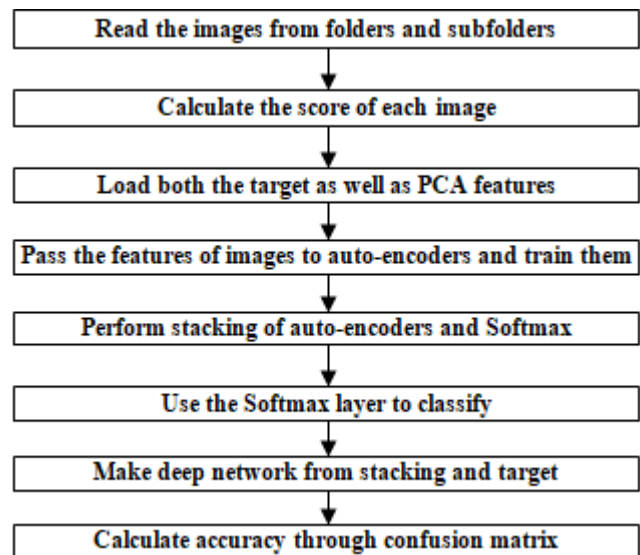 Read the images from folders and subfolders
Calculate the score of each image
Load both the target as well as PCA features
Pass the features of images to auto-encoders and train them
Perform stacking of auto-encoders and Softmax
Use the Softmax layer to classify
Make deep network from stacking and target
Calculate accuracy through confusion matrix